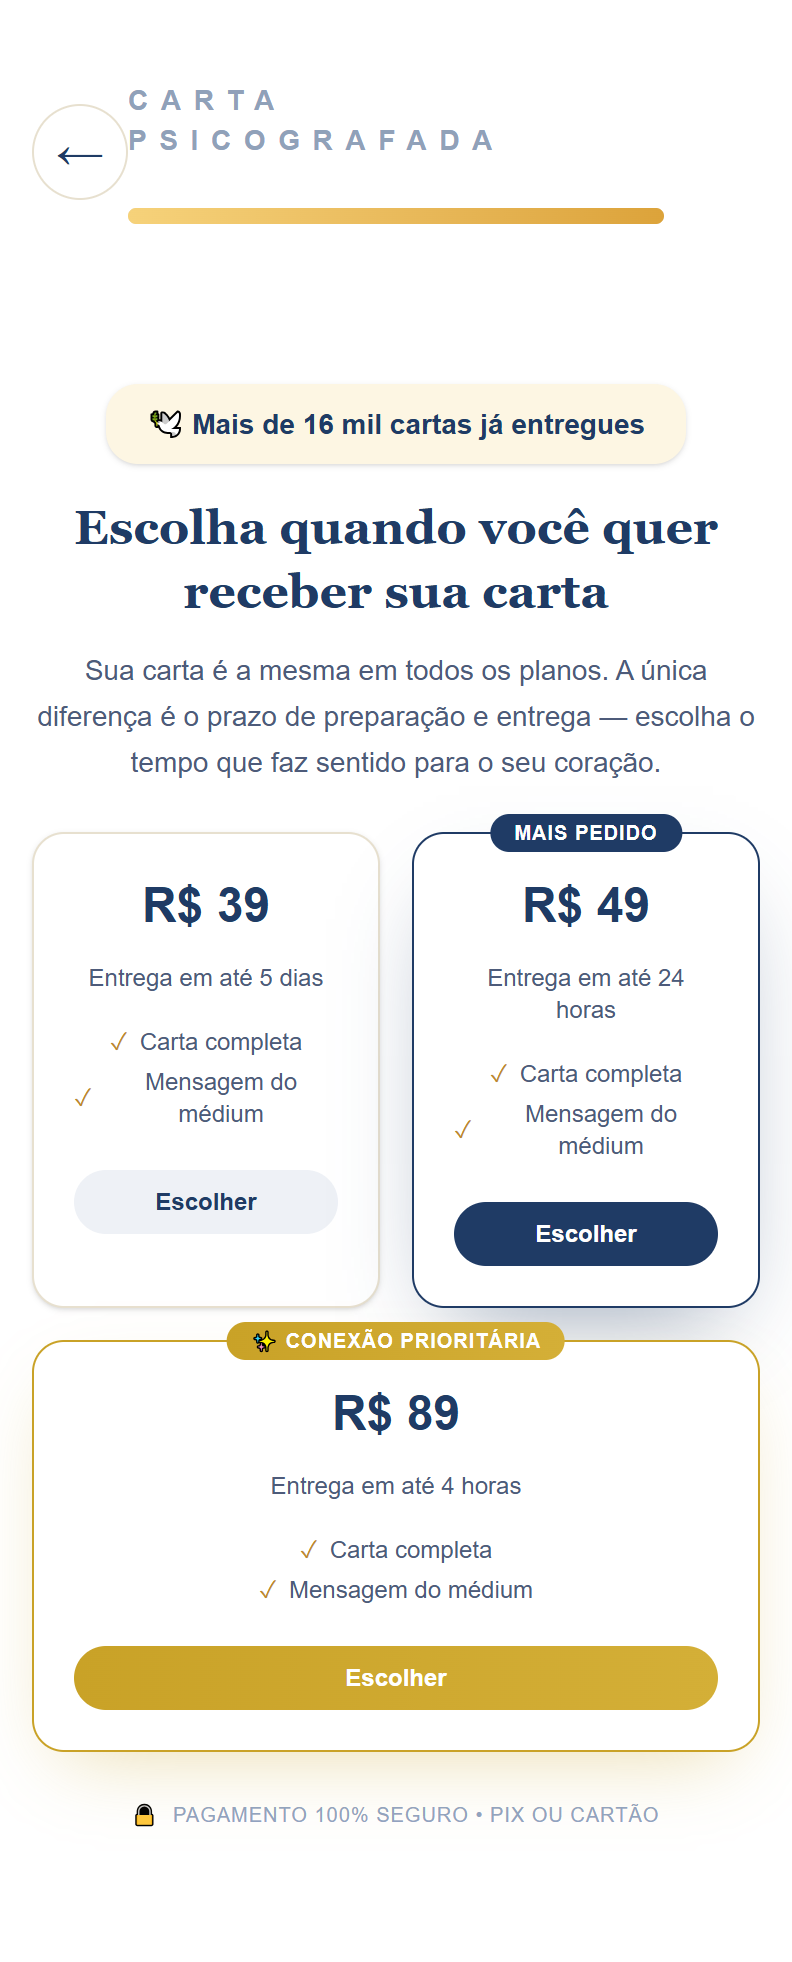 CARTA
PSICOGRAFADA
←
🕊️ Mais de 16 mil cartas já entregues
Escolha quando você quer
receber sua carta
Sua carta é a mesma em todos os planos. A única
diferença é o prazo de preparação e entrega — escolha o
tempo que faz sentido para o seu coração.
R$ 39
Entrega em até 5 dias
✓ Carta completa
✓ Mensagem do
médium
Escolher
MAIS PEDIDO
R$ 49
Entrega em até 24
horas
✓ Carta completa
✓ Mensagem do
médium
Escolher
✨ CONEXÃO PRIORITÁRIA
R$ 89
Entrega em até 4 horas
✓ Carta completa
✓ Mensagem do médium
Escolher
🔒 PAGAMENTO 100% SEGURO • PIX OU CARTÃO